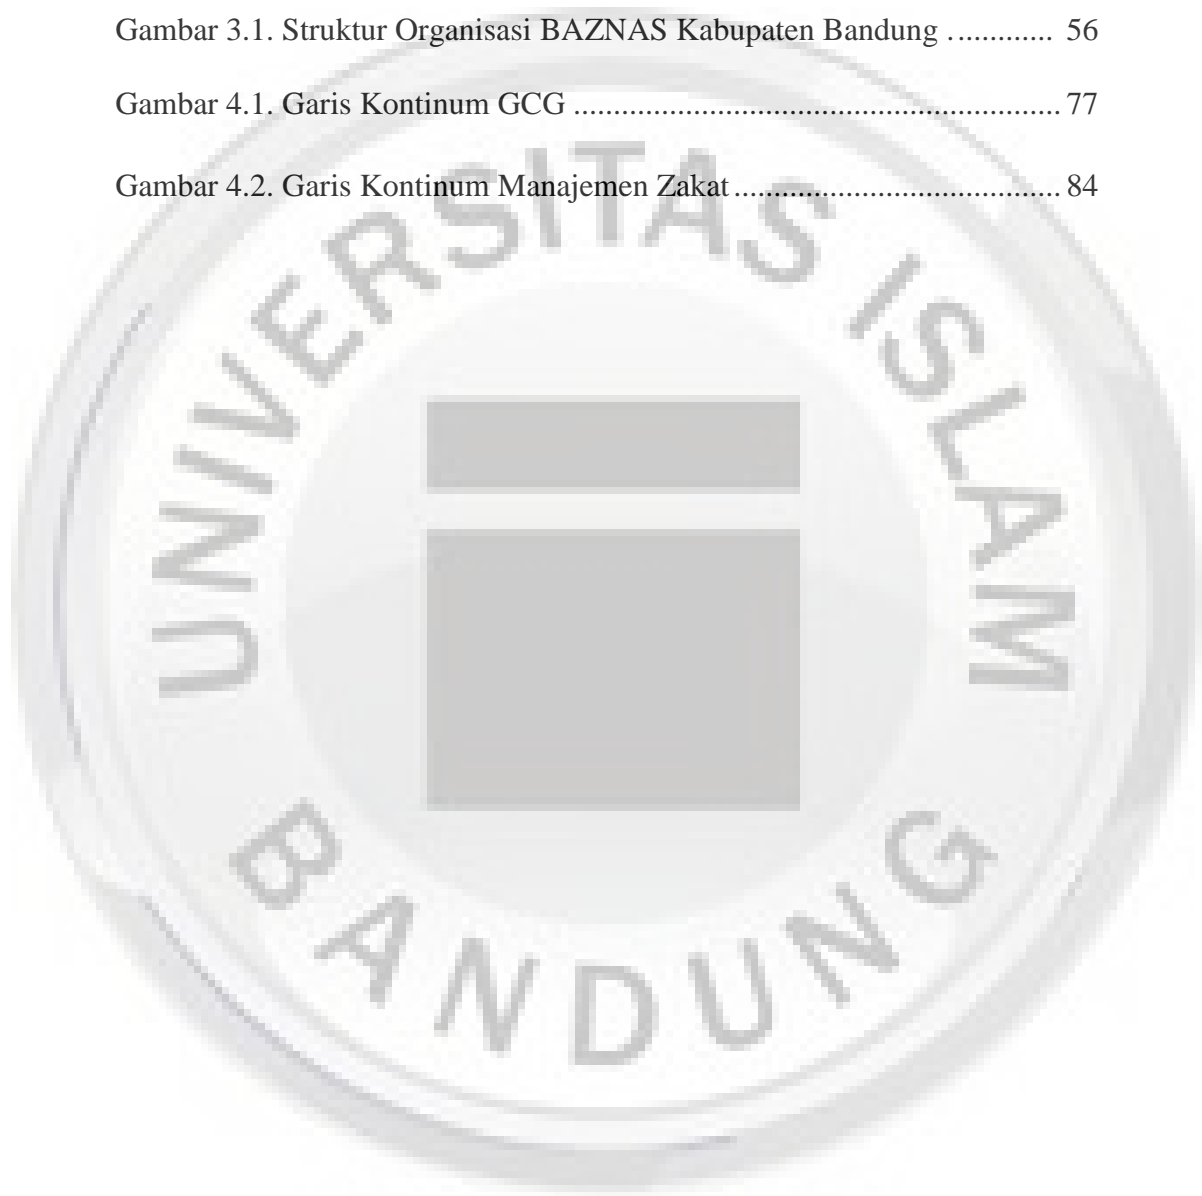 Gambar 3.1. Struktur Organisasi BAZNAS Kabupaten Bandung ............. 56
Gambar 4.1. Garis Kontinum GCG ............................................................. 77
Gambar 4.2. Garis Kontinum Manajemen Zakat ......................................... 84
UNIVERSITAS ISLAM
BANDUNG